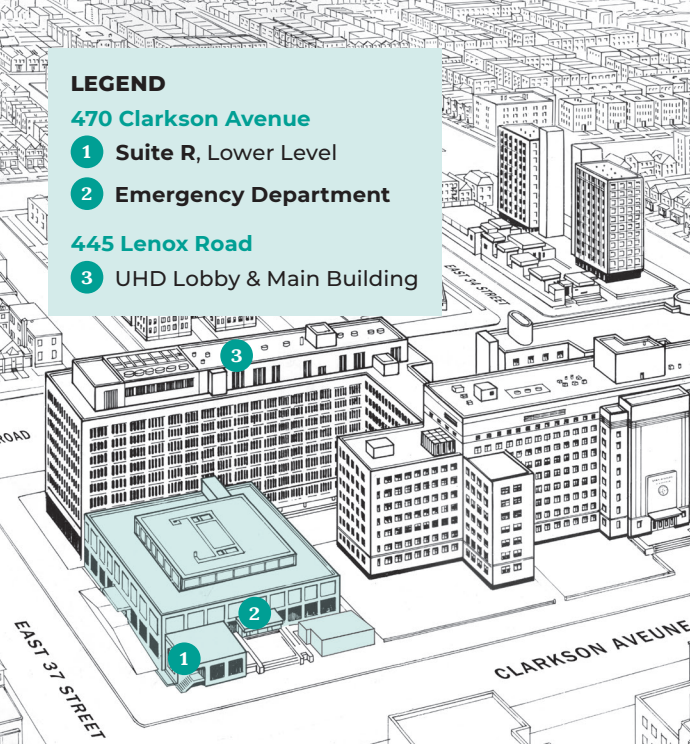 LEGEND
470 Clarkson Avenue
1 Suite R, Lower Level
2 Emergency Department
445 Lenox Road
3 UHD Lobby & Main Building
EAST 34 STREET
3
ROAD
2
1
EAST 37 STREET
CLARKSON AVEUNE